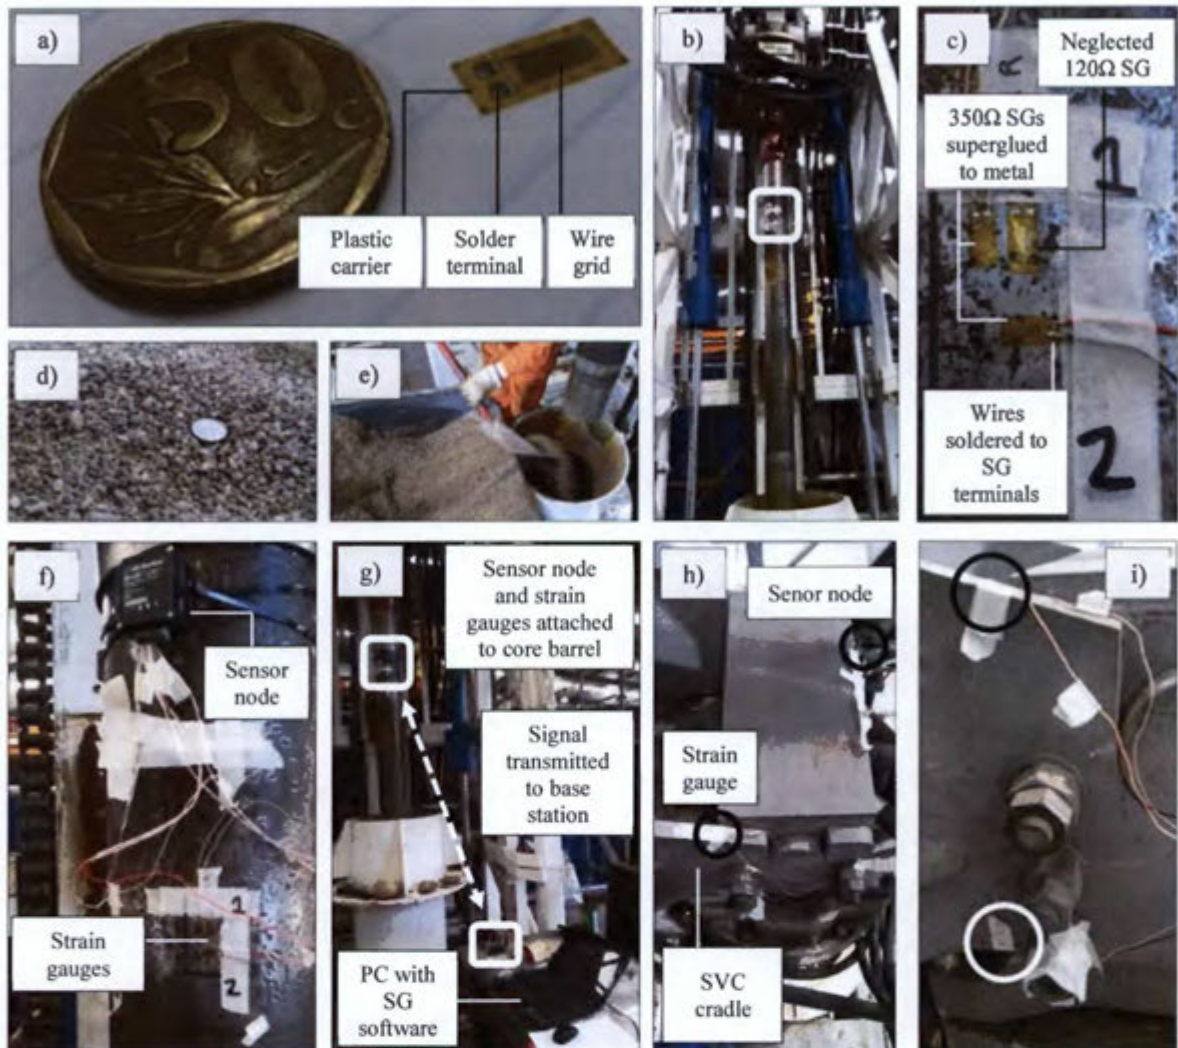 a)
50
c
Plastic
carrier
Solder
terminal
Wire
grid
b)
c)
Neglected
120Ω SG
R
350Ω SGs
superglued
to metal
1
Wires
soldered to
SG
terminals
2
d)
e)
f)
Sensor
node
Strain
gauges
1
2
g)
Sensor node
and strain
gauges attached
to core barrel
Signal
transmitted
to base
station
PC with
SG
software
h)
Senor node
Strain
gauge
SVC
cradle
i)